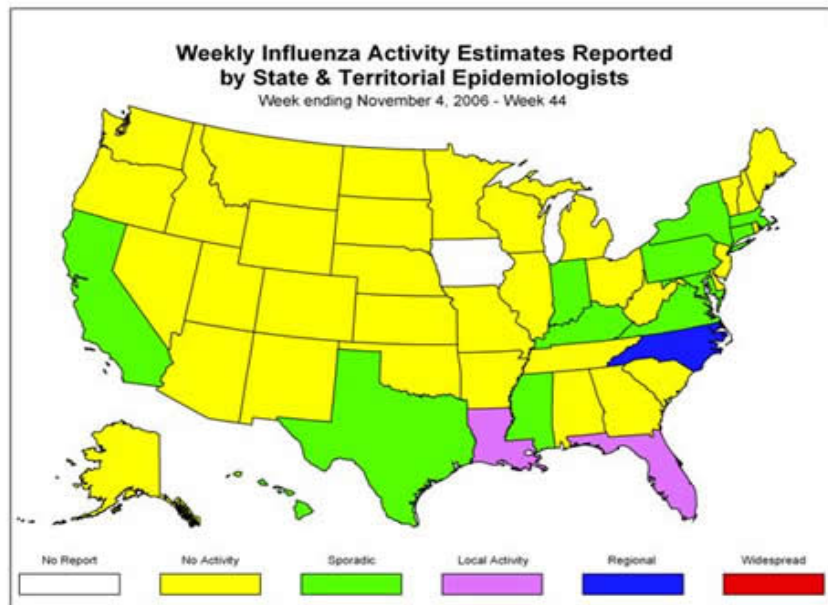 Weekly Influenza Activity Estimates Reported
by State & Territorial Epidemiologists
Week ending November 4, 2006 - Week 44
No Report
No Activity
Sporadic
Local Activity
Regional
Widespread